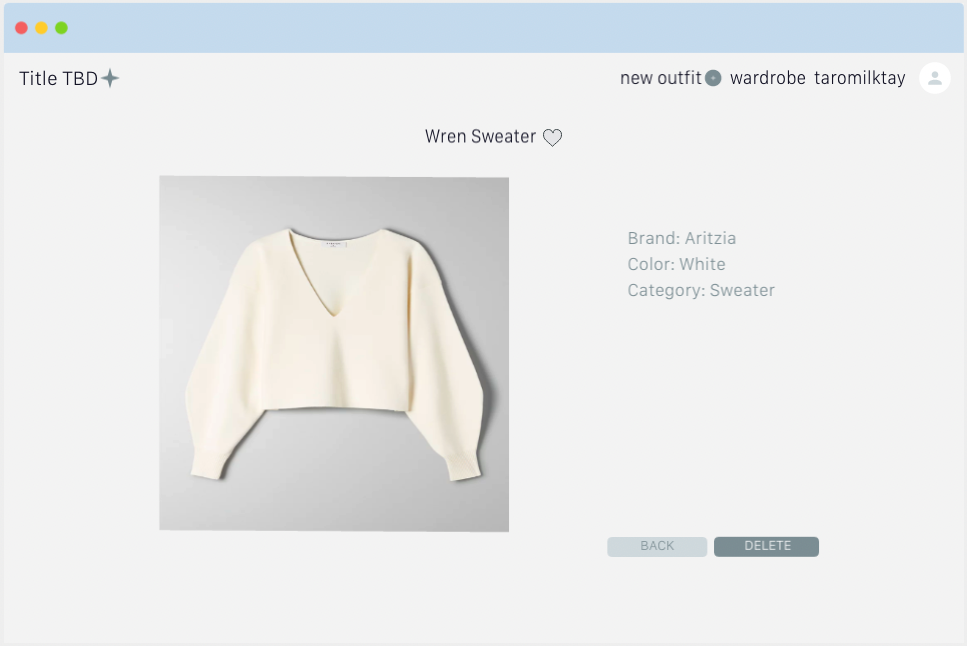 Title TBD
new outfit wardrobe taromilktay
Wren Sweater
Brand: Aritzia
Color: White
Category: Sweater
BACK DELETE